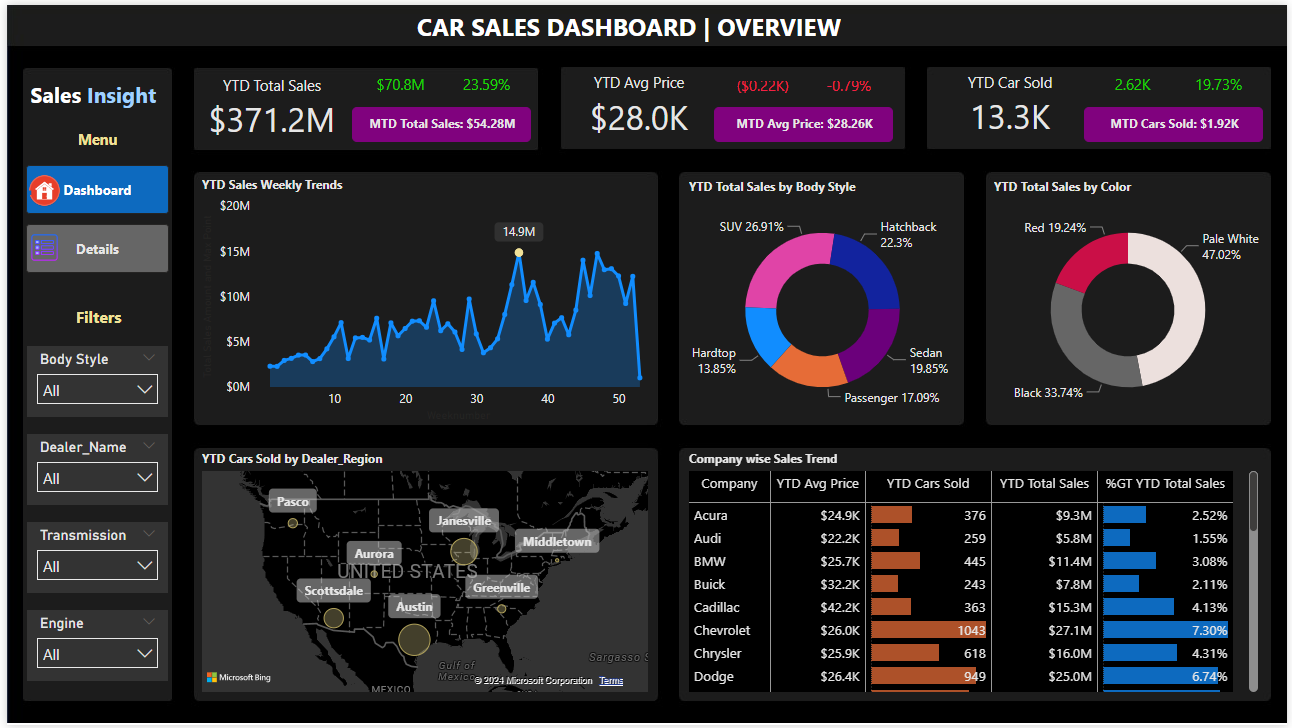 CAR SALES DASHBOARD | OVERVIEW
Sales Insight
Menu
Dashboard
Details
Filters
Body Style
All
Dealer_Name
All
Transmission
All
Engine
All
YTD Total Sales
$371.2M
$70.8M 23.59%
MTD Total Sales: $54.28M
YTD Avg Price
$28.0K
($0.22K) -0.79%
MTD Avg Price: $28.26K
YTD Car Sold
13.3K
2.62K 19.73%
MTD Cars Sold: $1.92K
YTD Sales Weekly Trends
$20M
$15M
$10M
$5M
$0M
14.9M
10 20 30 40 50
YTD Total Sales by Body Style
SUV 26.91%
Hatchback
22.3%
Hardtop
13.85%
Sedan
19.85%
Passenger 17.09%
YTD Total Sales by Color
Red 19.24%
Pale White
47.02%
Black 33.74%
YTD Cars Sold by Dealer_Region
Pasco
Janesville
Middletown
Aurora
UNITED STATES
Scottsdale
Greenville
Austin
Gulf of
Mexico
Sargasso S
MEXICO
Microsoft Bing
© 2024 Microsoft Corporation Terms
Company wise Sales Trend
Company YTD Avg Price YTD Cars Sold YTD Total Sales %GT YTD Total Sales
Acura $24.9K 376 $9.3M 2.52%
Audi $22.2K 259 $5.8M 1.55%
BMW $25.7K 445 $11.4M 3.08%
Buick $32.2K 243 $7.8M 2.11%
Cadillac $42.2K 363 $15.3M 4.13%
Chevrolet $26.0K 1043 $27.1M 7.30%
Chrysler $25.9K 618 $16.0M 4.31%
Dodge $26.4K 949 $25.0M 6.74%